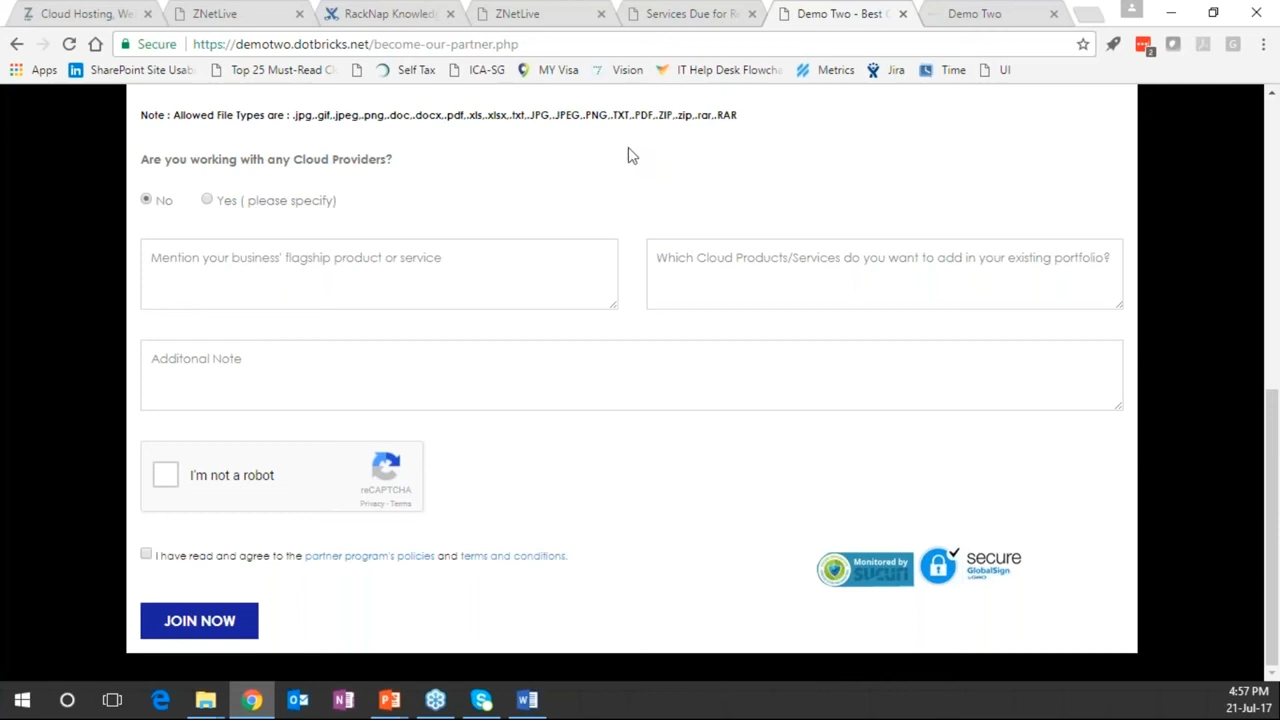 Cloud Hosting, We
ZNetLive
RackNap Knowledg
ZNetLive
Services Due for Re
Demo Two - Best C
Demo Two
Secure
https://demotwo.dotbricks.net/become-our-partner.php
2
Apps
SharePoint Site Usab
Top 25 Must-Read Ch
Self Tax
ICA-SG
MY Visa
Vision
IT Help Desk Flowcha
Metrics
Jira
Time
UI
Note : Allowed File Types are : .jpg,.gif,.jpeg,.png,.doc,.docx,.pdf,.xls,.xlsx,.txt,.JPG,.JPEG,.PNG,.TXT,.PDF,.ZIP,.zip,.rar,.RAR
Are you working with any Cloud Providers?
No
Yes ( please specify)
Mention your business' flagship product or service
Which Cloud Products/Services do you want to add in your existing portfolio?
Additonal Note
I'm not a robot
reCAPTCHA
Privacy - Terms
I have read and agree to the partner program's policies and terms and conditions.
Monitored by
sucuri
secure
GlobalSign
JOIN NOW
4:57 PM
21-Jul-17